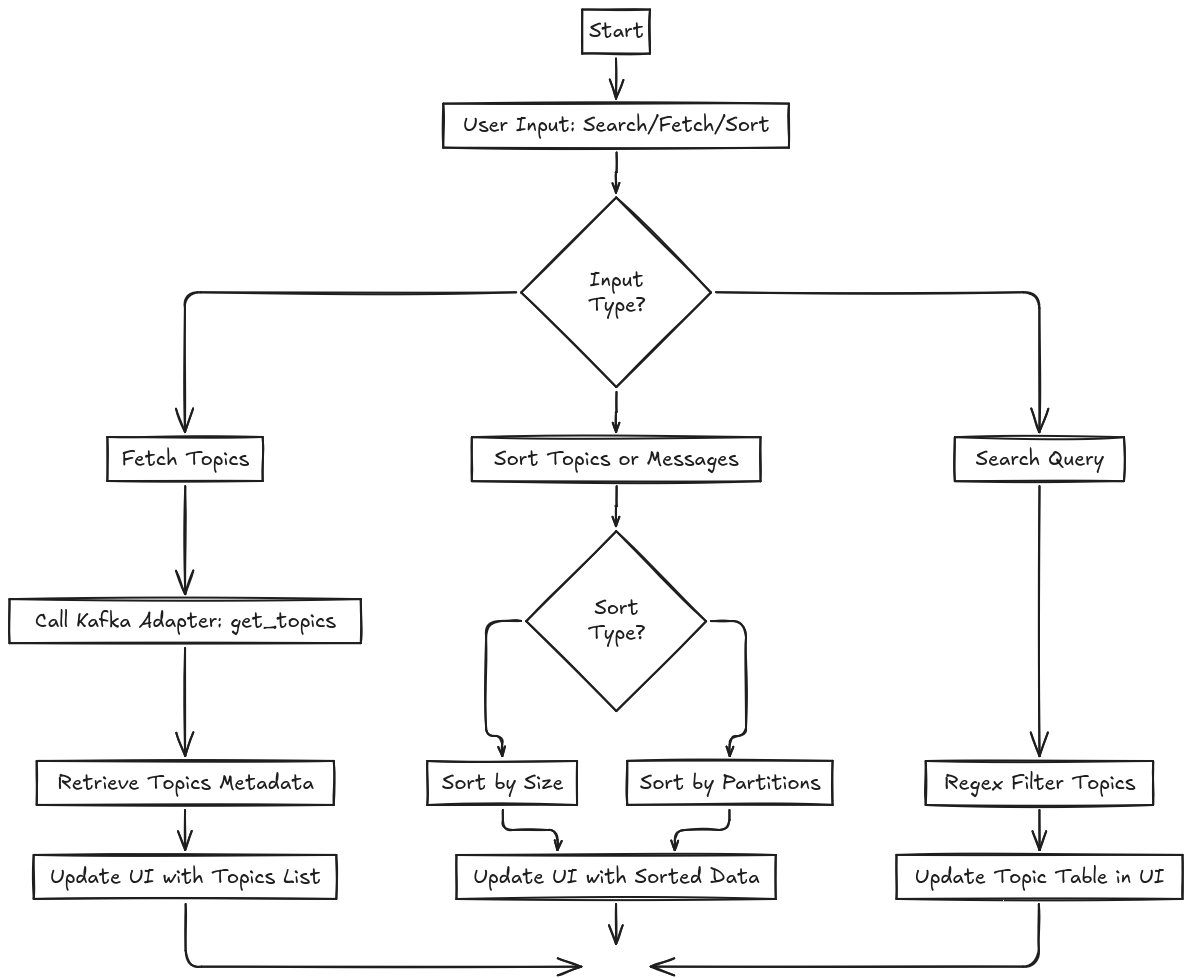 Start
User Input: Search/Fetch/Sort
Input
Type?
Fetch Topics
Sort Topics or Messages
Search Query
Call Kafka Adapter: get_topics
Sort
Type?
Retrieve Topics Metadata
Sort by Size
Sort by Partitions
Regex Filter Topics
Update UI with Topics List
Update UI with Sorted Data
Update Topic Table in UI